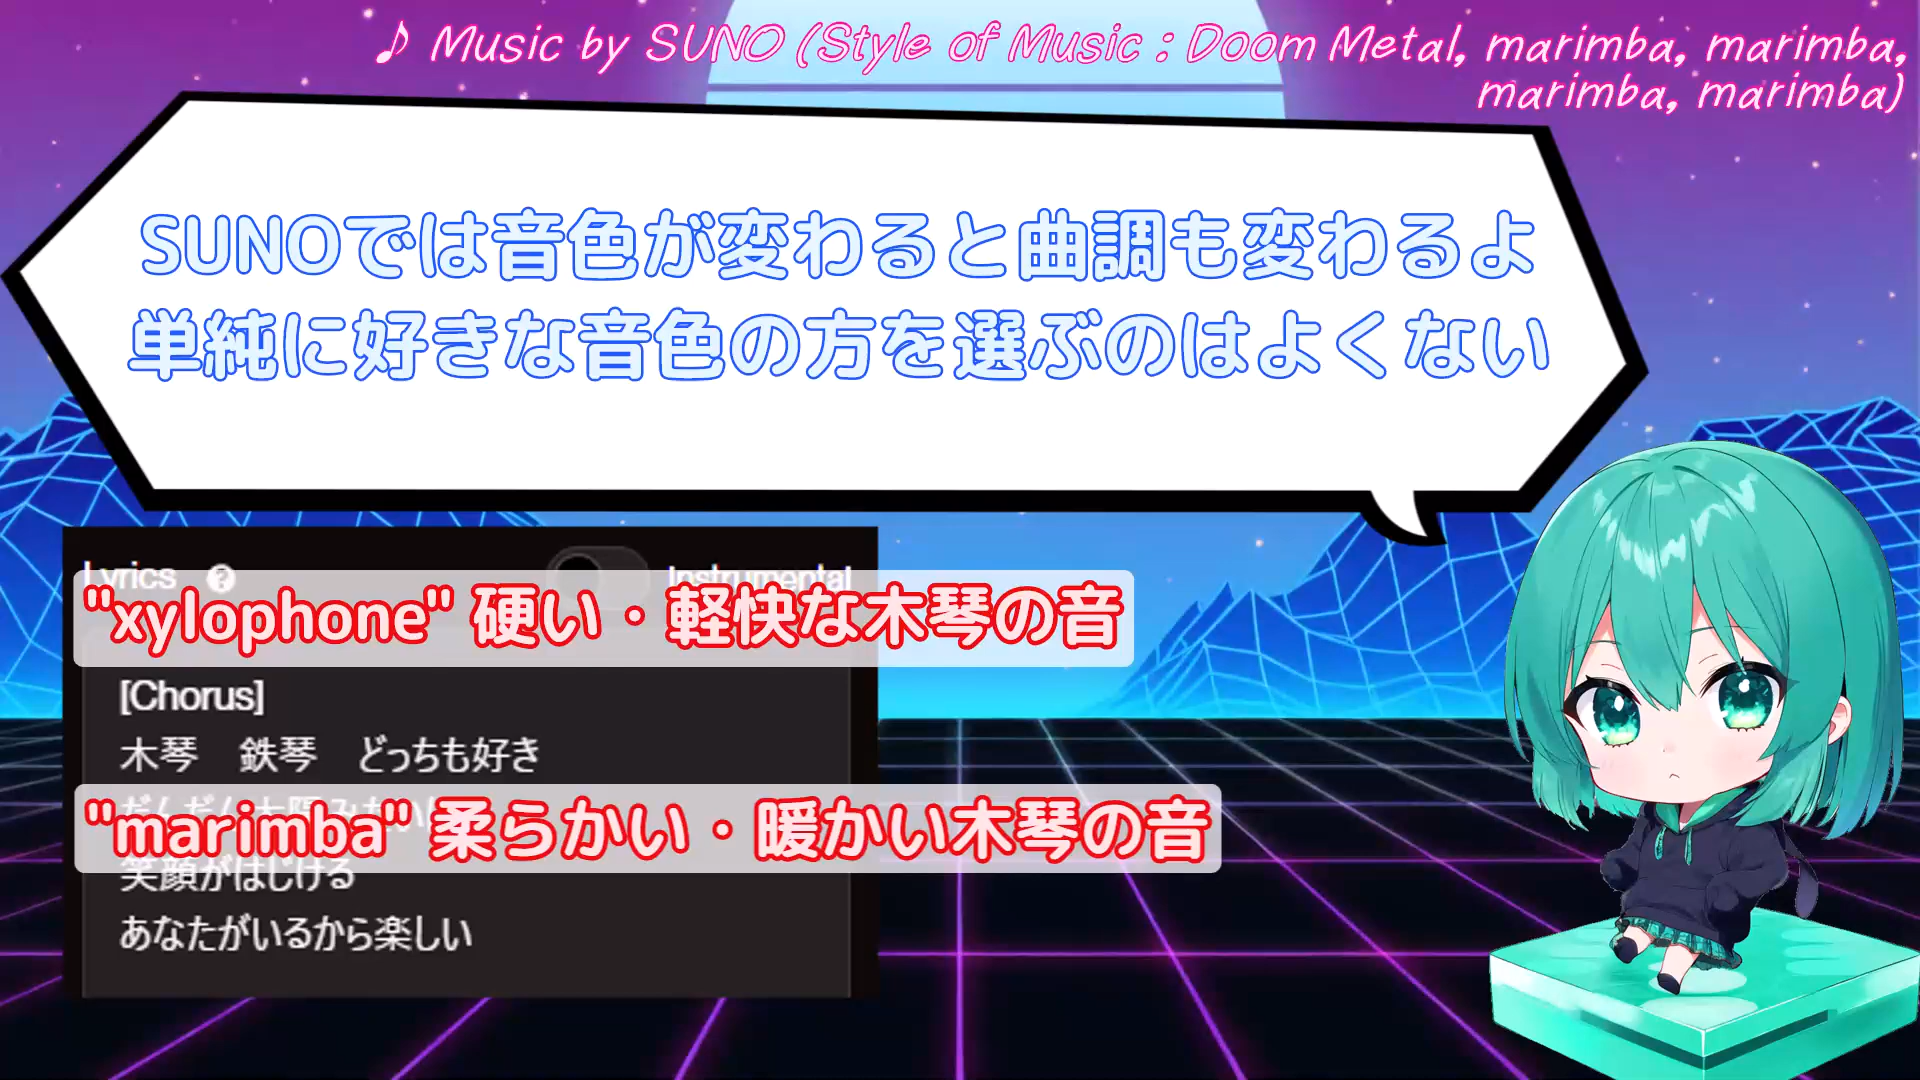 ♪ Music by SUNO (Style of Music : Doom Metal, marimba, marimba,
marimba, marimba)
SUNOでは音色が変わると曲調も変わるよ
単純に好きな音色の方を選ぶのはよくない
Lyrics ?
Instrumental
"xylophone" 硬い・軽快な木琴の音
[Chorus]
木琴 鉄琴 どっちも好き
"marimba" 柔らかい・暖かい木琴の音
笑顔がはじける
あなたがいるから楽しい